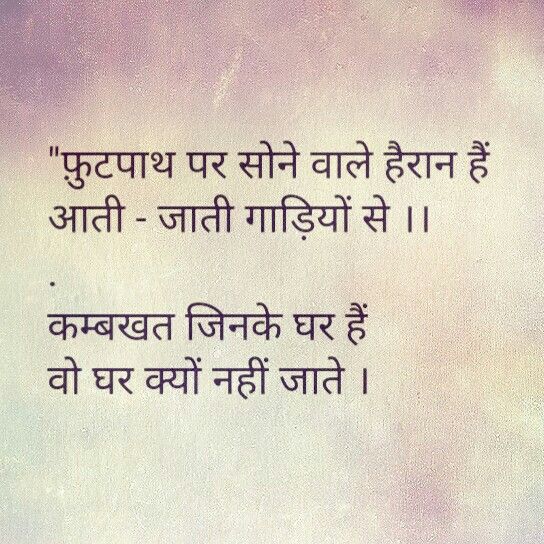 "फ़ुटपाथ पर सोने वाले हैरान हैं
आती - जाती गाड़ियों से ।।
.
कम्बखत जिनके घर हैं
वो घर क्यों नहीं जाते ।